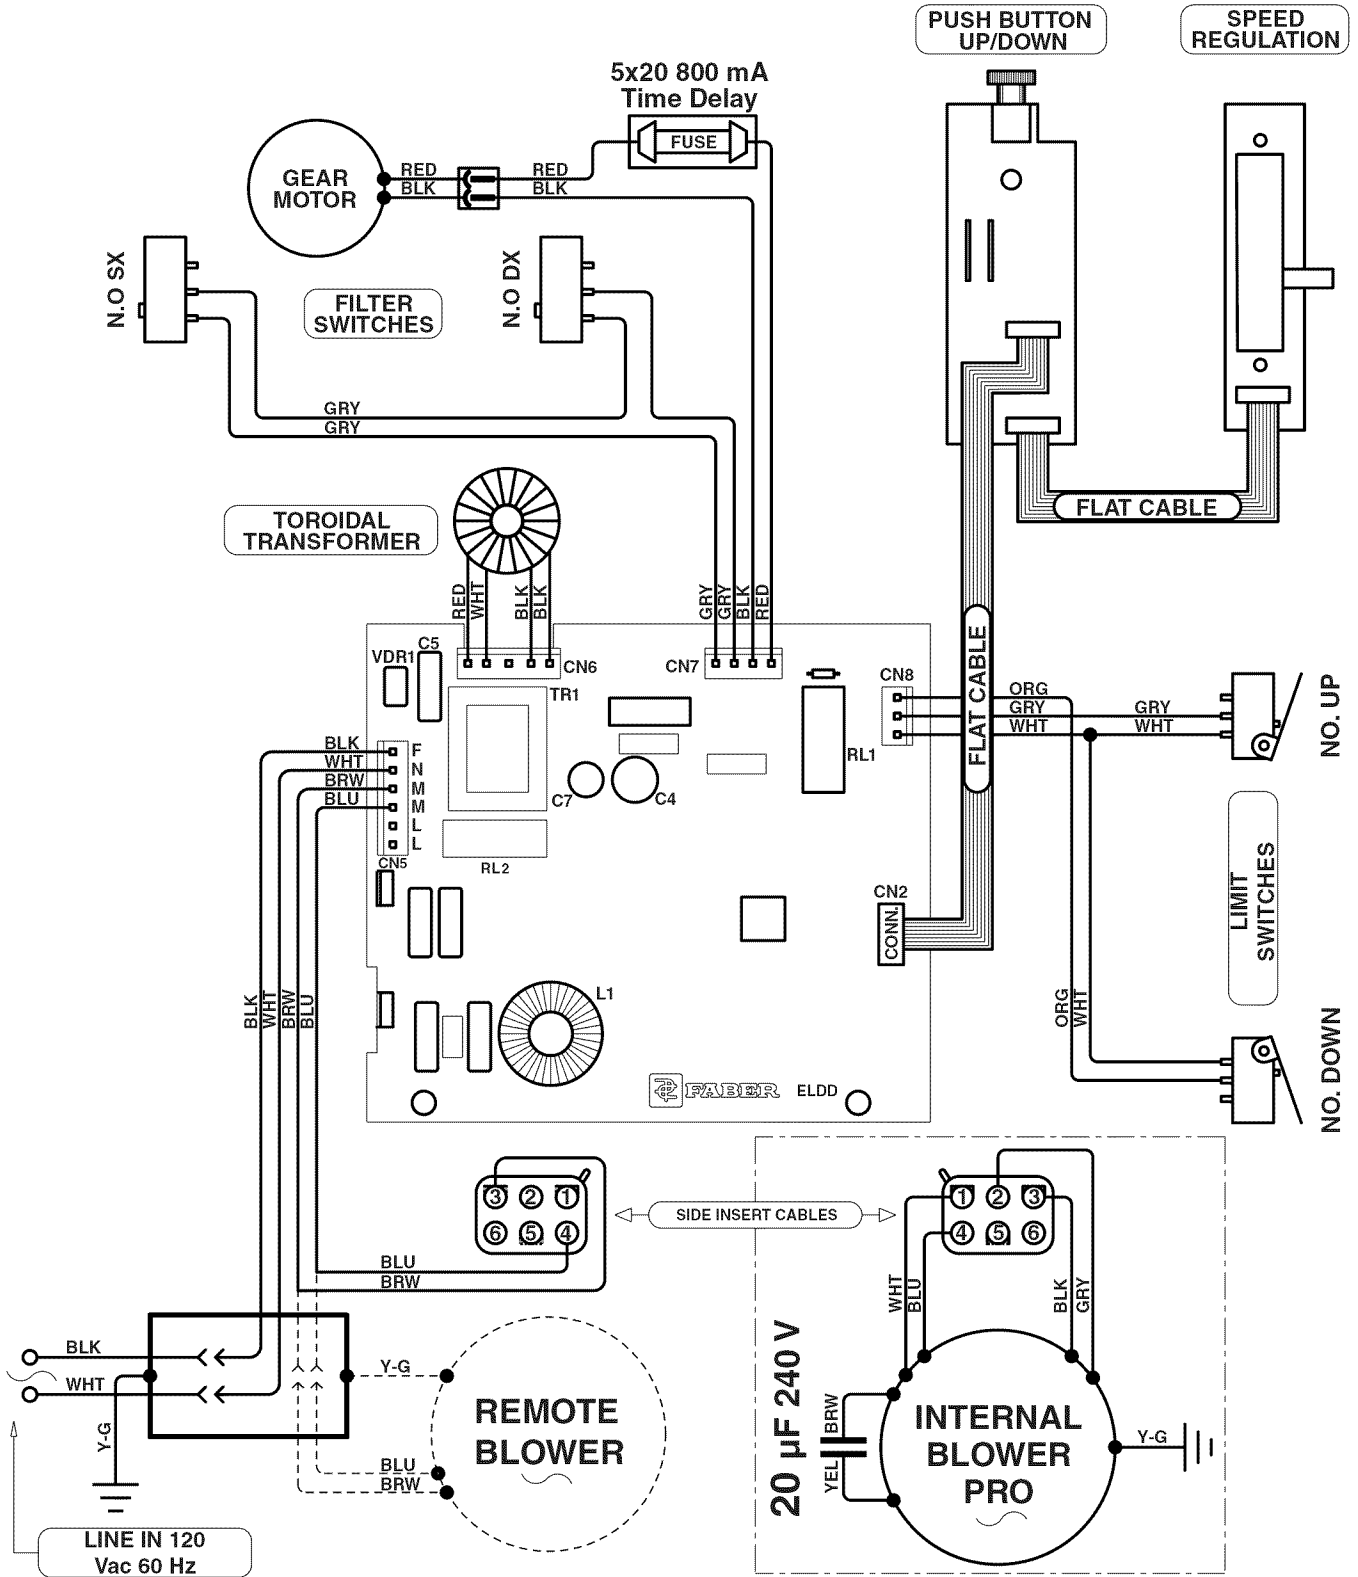 PUSH BUTTON
UP/DOWN
SPEED
REGULATION
5x20 800 mA
Time Delay
FUSE
GEAR
MOTOR
RED
BLK
RED
BLK
N.O SX
N.O DX
FILTER
SWITCHES
GRY
GRY
FLAT CABLE
TOROIDAL
TRANSFORMER
RED
WHT
BLK
BLK
GRY
GRY
BLK
RED
VDR1
C5
CN6
CN7
CN8
TR1
FLAT CABLE
ORG
GRY
WHT
GRY
WHT
NO. UP
RL1
BLK
WHT
BRW
BLU
F
N
M
M
L
L
C7
C4
CN5
RL2
CN2
CONN.
LIMIT
SWITCHES
BLK
WHT
BRW
BLU
L1
ORG
WHT
NO. DOWN
FABER
ELDD
3 2 1
6 5 4
SIDE INSERT CABLES
1 2 3
4 5 6
BLU
BRW
WHT
BLU
BLK
GRY
BLK
WHT
Y-G
Y-G
REMOTE
BLOWER
BLU
BRW
20 µF 240 V
BRW
YEL
INTERNAL
BLOWER
PRO
Y-G
LINE IN 120
Vac 60 Hz